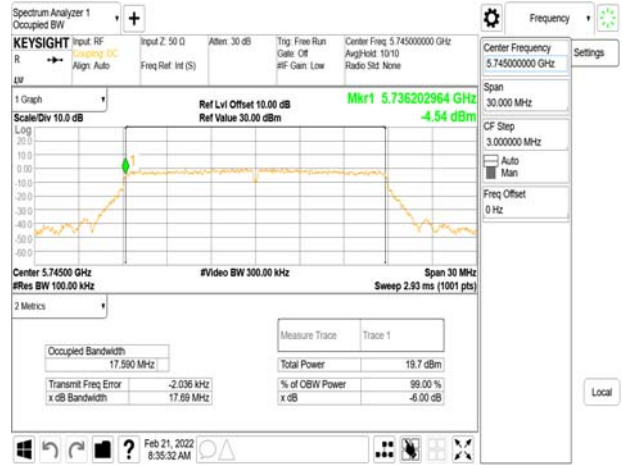 Spectrum Analyzer 1
Occupied BW
Frequency
KEYSIGHT
R
Input: RF
Coupling: DC
Align: Auto
Input Z: 50 Ω
Freq Ref: Int (S)
Atten: 30 dB
Trig: Free Run
Gate: Off
#IF Gain: Low
Center Freq: 5.745000000 GHz
Avg|Hold: 10/10
Radio Std: None
1 Graph
Scale/Div 10.0 dB
Ref Lvl Offset 10.00 dB
Ref Value 30.00 dBm
Mkr1 5.736202964 GHz
-4.54 dBm
Log
20.0
10.0
0.00
-10.0
-20.0
-30.0
-40.0
-50.0
-60.0
1
Center 5.74500 GHz
#Res BW 100.00 kHz
#Video BW 300.00 kHz
Span 30 MHz
Sweep 2.93 ms (1001 pts)
2 Metrics
Measure Trace Trace 1
Occupied Bandwidth
17.590 MHz
Total Power 19.7 dBm
Transmit Freq Error -2.036 kHz
% of OBW Power 99.00 %
x dB Bandwidth 17.69 MHz
x dB -6.00 dB
Feb 21, 2022
8:35:32 AM
Center Frequency
5.745000000 GHz
Settings
Span
30.000 MHz
CF Step
3.000000 MHz
Auto
Man
Freq Offset
0 Hz
Local